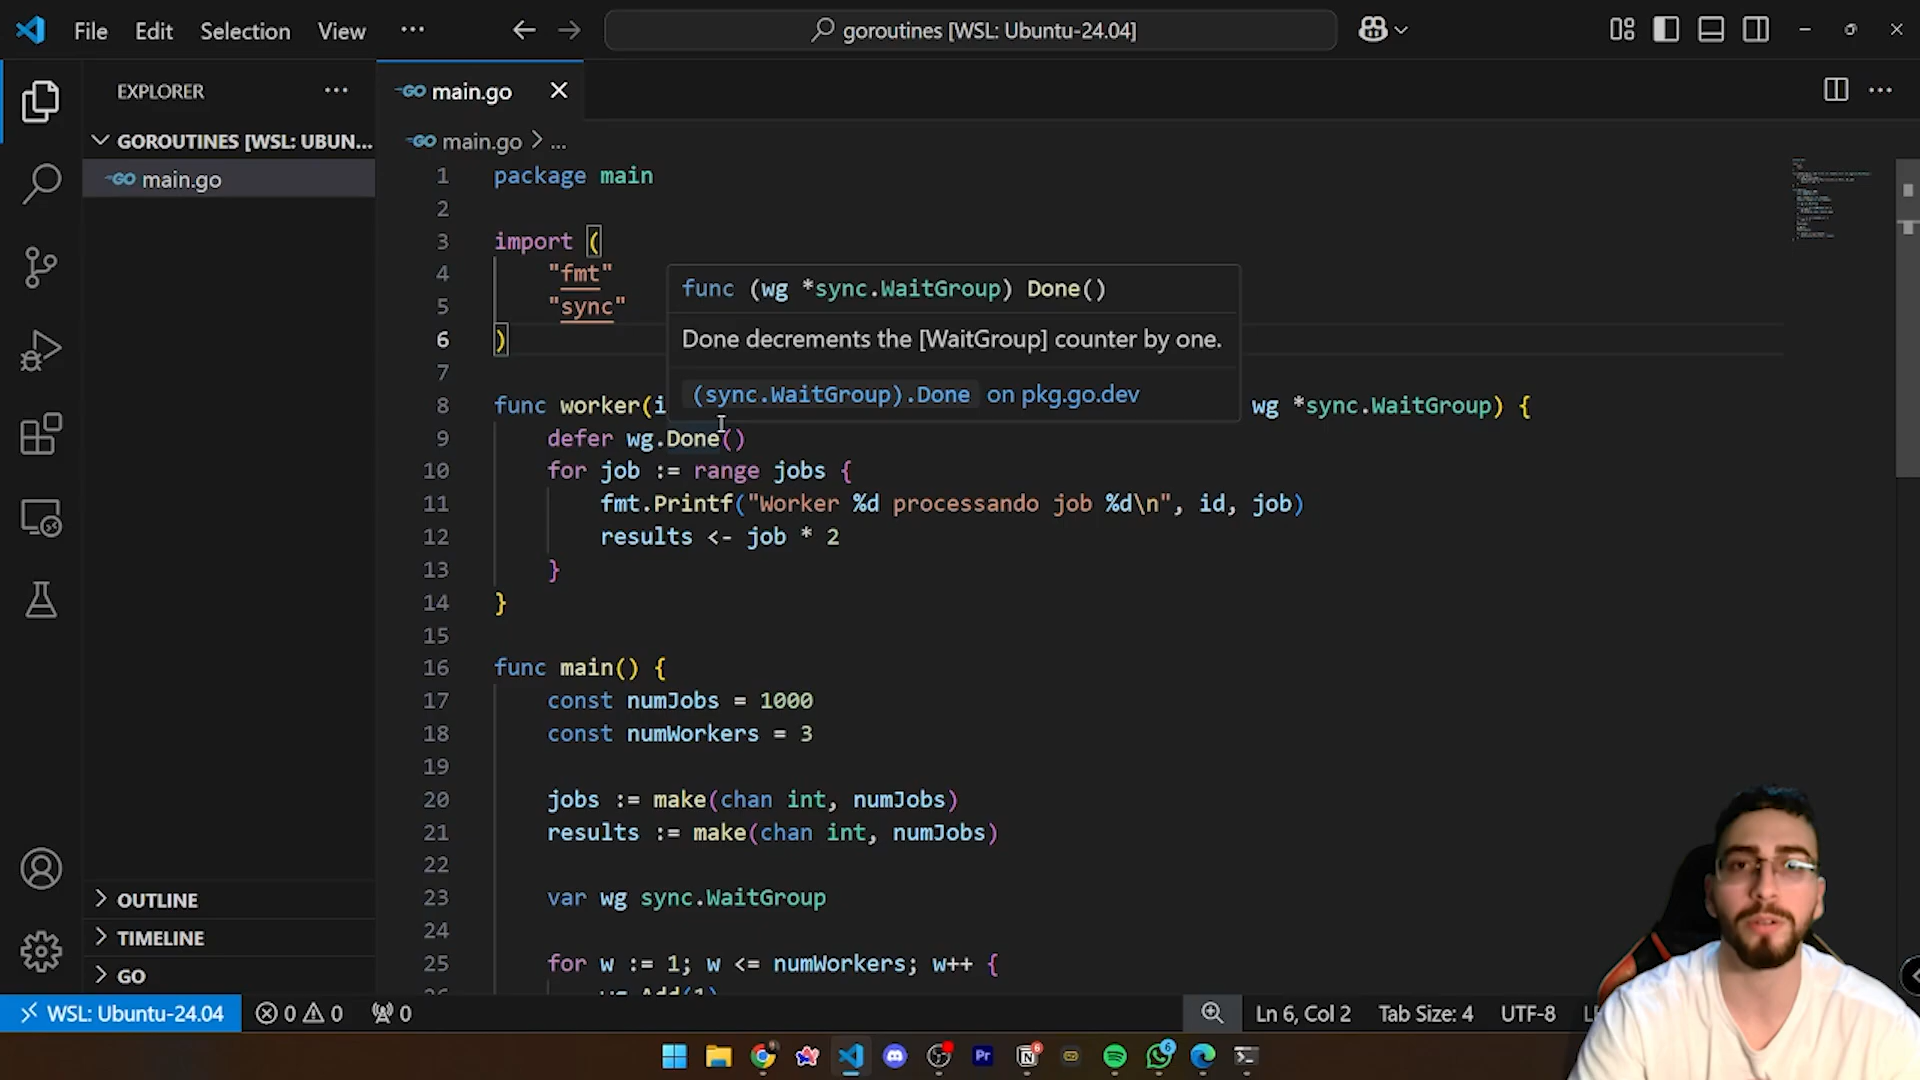 File Edit Selection View ··· goroutines [WSL: Ubuntu-24.04]
EXPLORER ···
GOROUTINES [WSL: UBUN...
main.go
main.go
main.go > ...
1 package main
2
3 import (
4 "fmt"
5 "sync"
6 )
7
8 func worker(i wg *sync.WaitGroup) {
9 defer wg.Done()
10 for job := range jobs {
11 fmt.Printf("Worker %d processando job %d\n", id, job)
12 results <- job * 2
13 }
14 }
15
16 func main() {
17 const numJobs = 1000
18 const numWorkers = 3
19
20 jobs := make(chan int, numJobs)
21 results := make(chan int, numJobs)
22
23 var wg sync.WaitGroup
24
25 for w := 1; w <= numWorkers; w++ {
26 wg.Add(1)
func (wg *sync.WaitGroup) Done()
Done decrements the [WaitGroup] counter by one.
(sync.WaitGroup).Done on pkg.go.dev
OUTLINE
TIMELINE
GO
WSL: Ubuntu-24.04 0 0 0 Ln 6, Col 2 Tab Size: 4 UTF-8
Pr 6 6